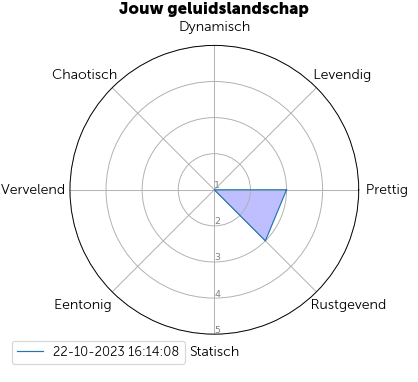 Jouw geluidslandschap
Dynamisch
Chaotisch
Levendig
Vervelend
1
Prettig
2
3
4
Eentonig
Rustgevend
5
22-10-2023 16:14:08
Statisch